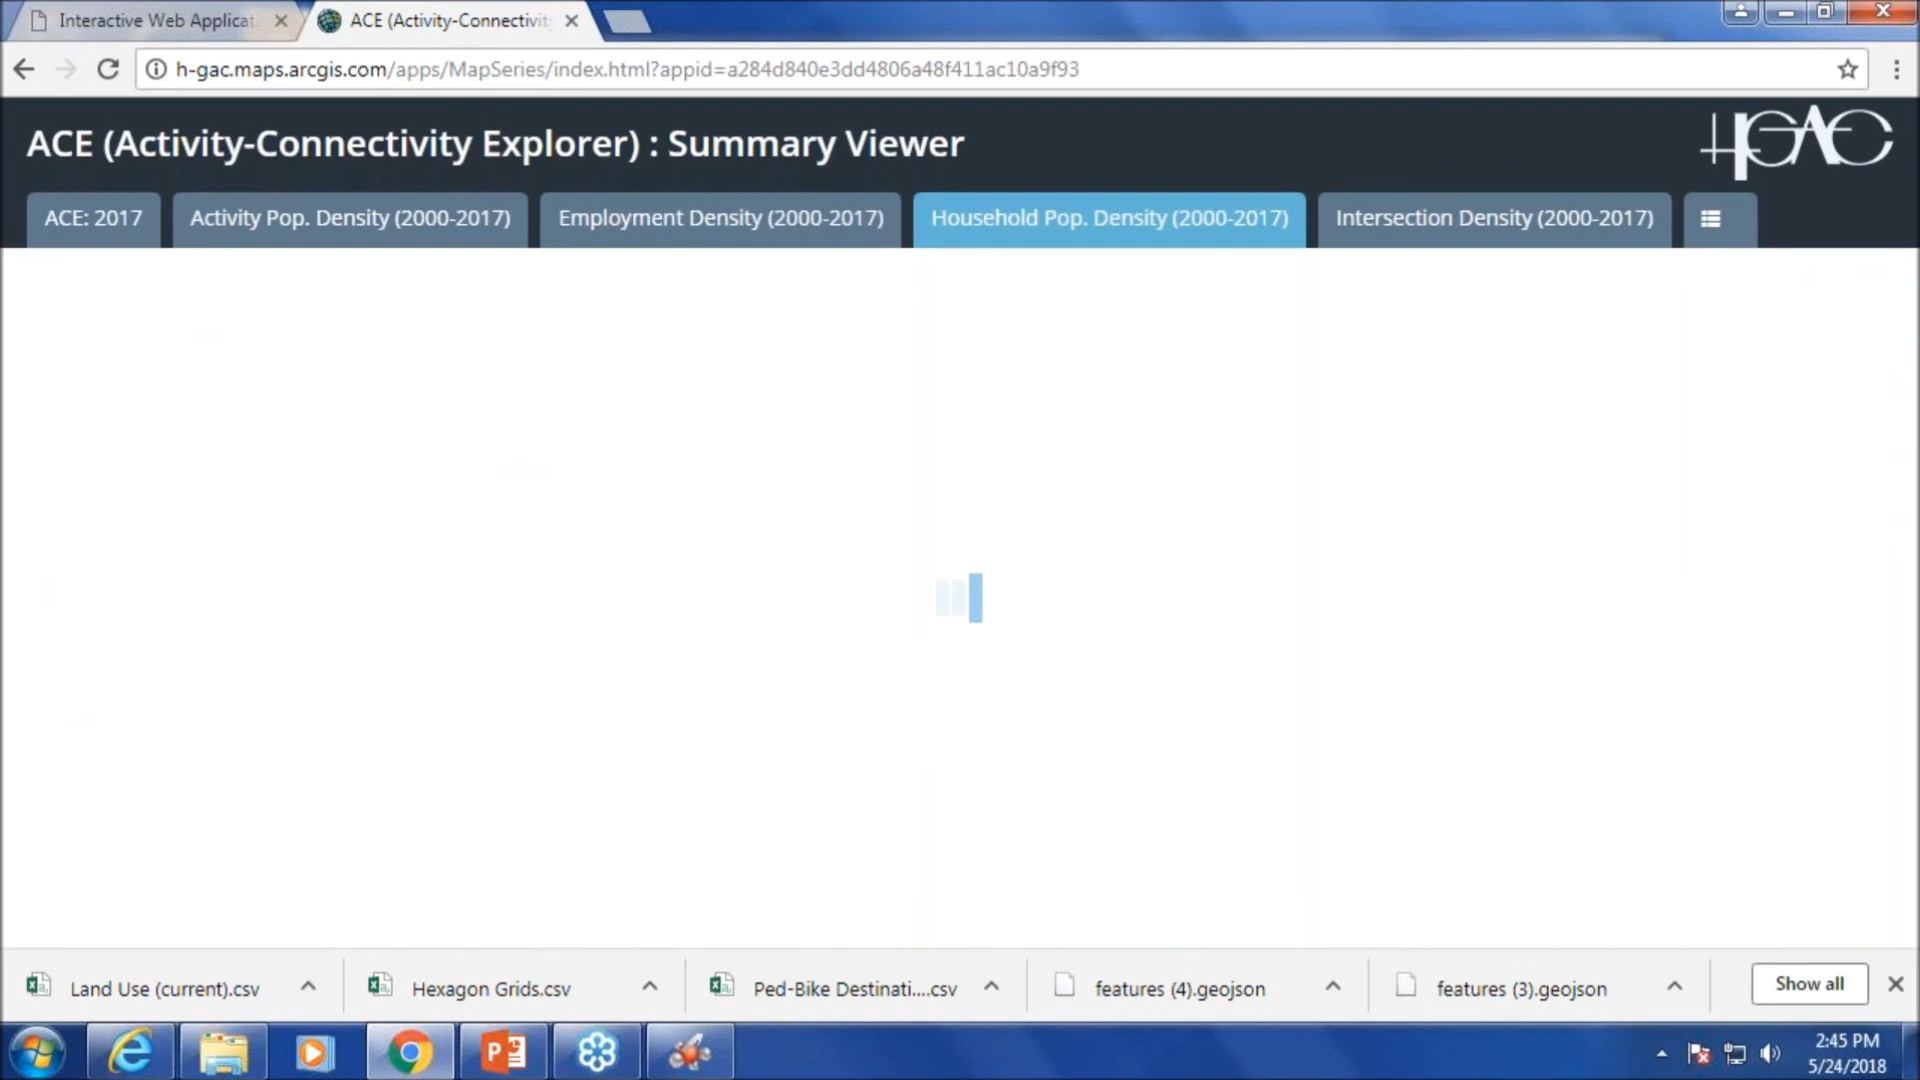 Interactive Web Applicat
ACE (Activity-Connectivit
h-gac.maps.arcgis.com/apps/MapSeries/index.html?appid=a284d840e3dd4806a48f411ac10a9f93
ACE (Activity-Connectivity Explorer) : Summary Viewer
HGAC
ACE: 2017
Activity Pop. Density (2000-2017)
Employment Density (2000-2017)
Household Pop. Density (2000-2017)
Intersection Density (2000-2017)
Land Use (current).csv
Hexagon Grids.csv
Ped-Bike Destinati....csv
features (4).geojson
features (3).geojson
Show all
2:45 PM
5/24/2018